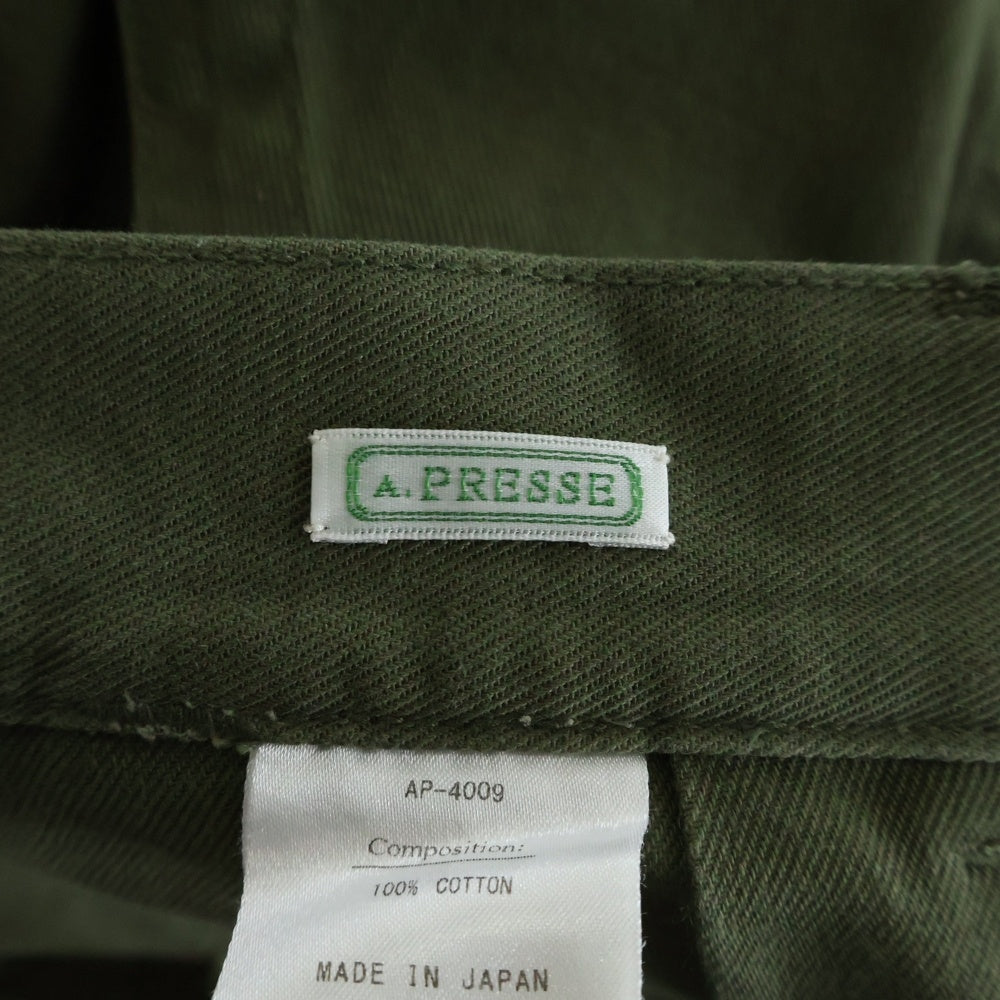 A. PRESSE
AP-4009
Composition:
100% COTTON
MADE IN JAPAN